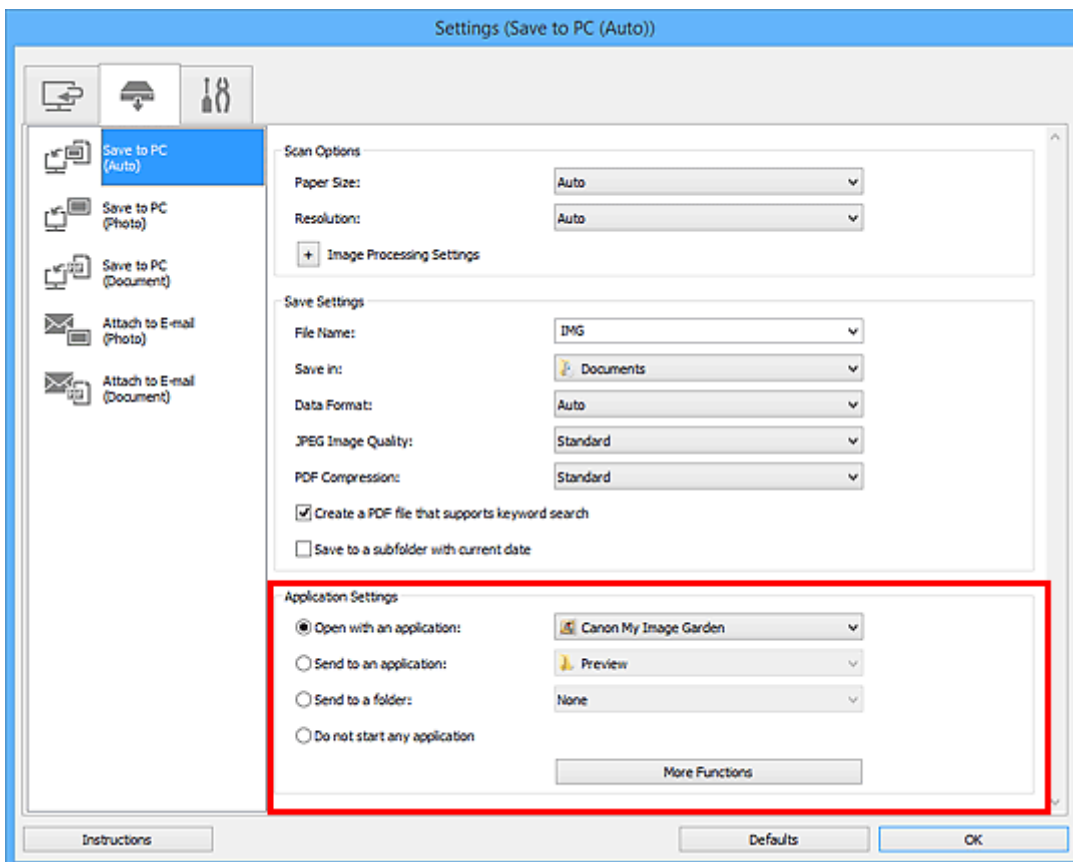 Settings (Save to PC (Auto))
Save to PC
(Auto)
Save to PC
(Photo)
Save to PC
(Document)
Attach to E-mail
(Photo)
Attach to E-mail
(Document)
Scan Options
Paper Size: Auto
Resolution: Auto
+ Image Processing Settings
Save Settings
File Name: IMG
Save in: Documents
Data Format: Auto
JPEG Image Quality: Standard
PDF Compression: Standard
Create a PDF file that supports keyword search
Save to a subfolder with current date
Application Settings
Open with an application: Canon My Image Garden
Send to an application: Preview
Send to a folder: None
Do not start any application
More Functions
Instructions Defaults OK